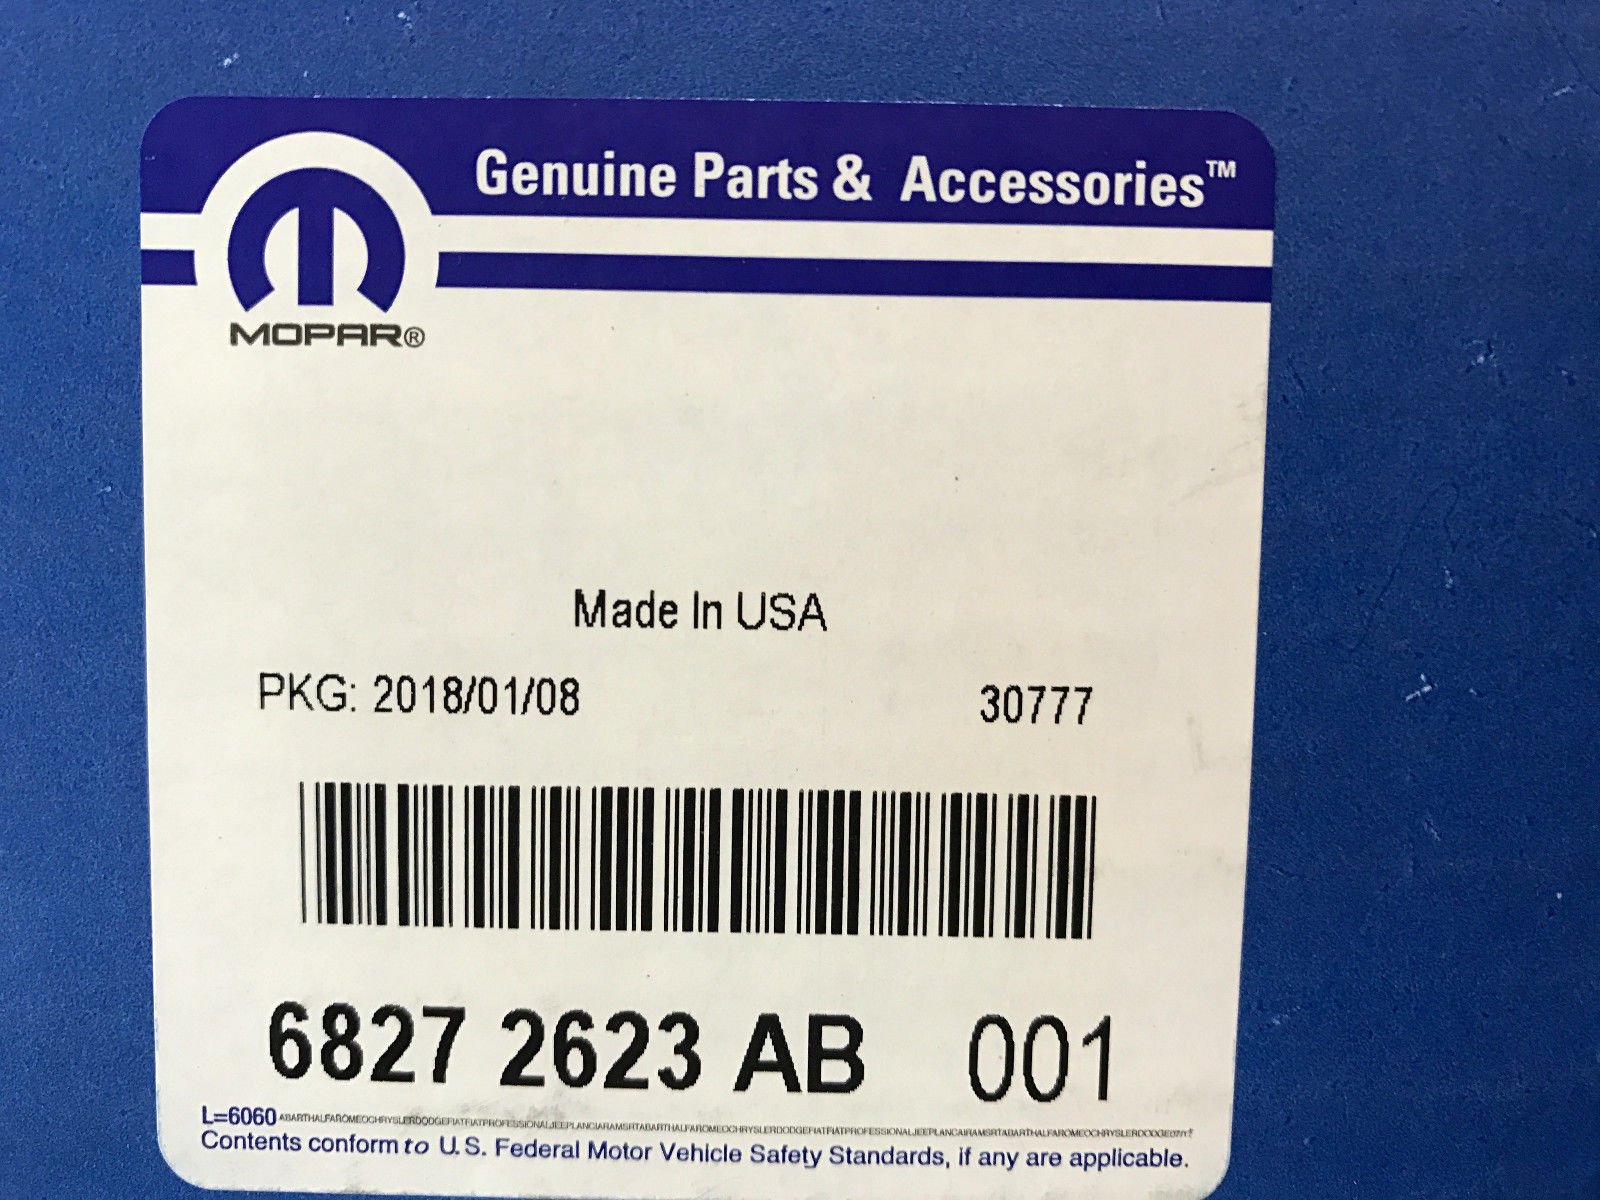 Genuine Parts & Accessories™
MOPAR®
Made In USA
PKG: 2018/01/08 30777
6827 2623 AB 001
L=6060 ABARTHALFAROMEOCHRYSLERDODGEFIATFIATPROFESSIONALJEEPLANCIARAMSRTABARTHALFAROMEOCHRYSLERDODGEFIATFIATPROFESSIONALJEEPLANCIARAMSRTABARTHALFAROMEOCHRYSLERDODGE
Contents conform to U.S. Federal Motor Vehicle Safety Standards, if any are applicable.